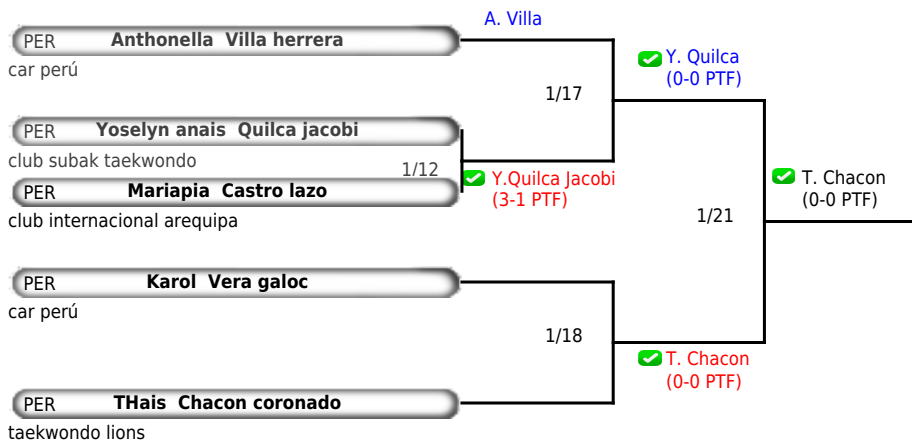 A. Villa
PER Anthonella Villa herrera
car perú
Y. Quilca
(0-0 PTF)
1/17
PER Yoselyn anais Quilca jacobi
club subak taekwondo
1/12
Y.Quilca Jacobi
(3-1 PTF)
PER Mariapia Castro lazo
club internacional arequipa
T. Chacon
(0-0 PTF)
1/21
PER Karol Vera galoc
car perú
1/18
T. Chacon
(0-0 PTF)
PER THais Chacon coronado
taekwondo lions